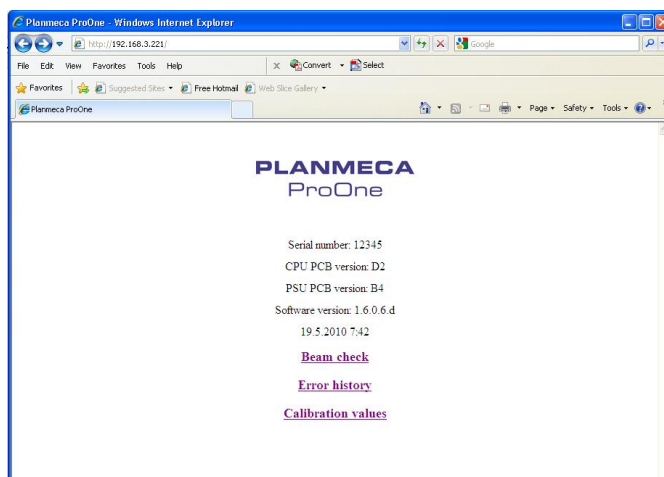 Planmeca ProOne - Windows Internet Explorer
http://192.168.3.221/
Google
File Edit View Favorites Tools Help
x Convert Select
Favorites Suggested Sites Free Hotmail Web Slice Gallery
Planmeca ProOne
Page Safety Tools
PLANMECA
ProOne
Serial number: 12345
CPU PCB version: D2
PSU PCB version: B4
Software version: 1.6.0.6.d
19.5.2010 7:42
Beam check
Error history
Calibration values